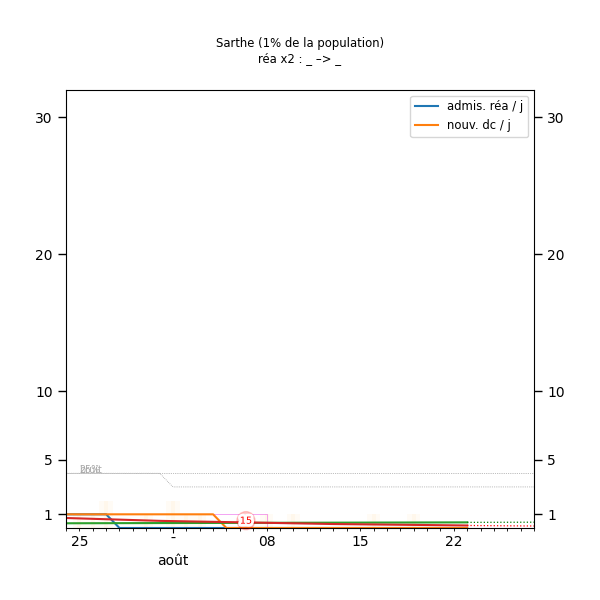 Sarthe (1% de la population)
réa x2 : _ –> _
admis. réa / j
nouv. dc / j
30 30
20 20
10 10
5 5
1 1
15
25 - 08 15 22
août